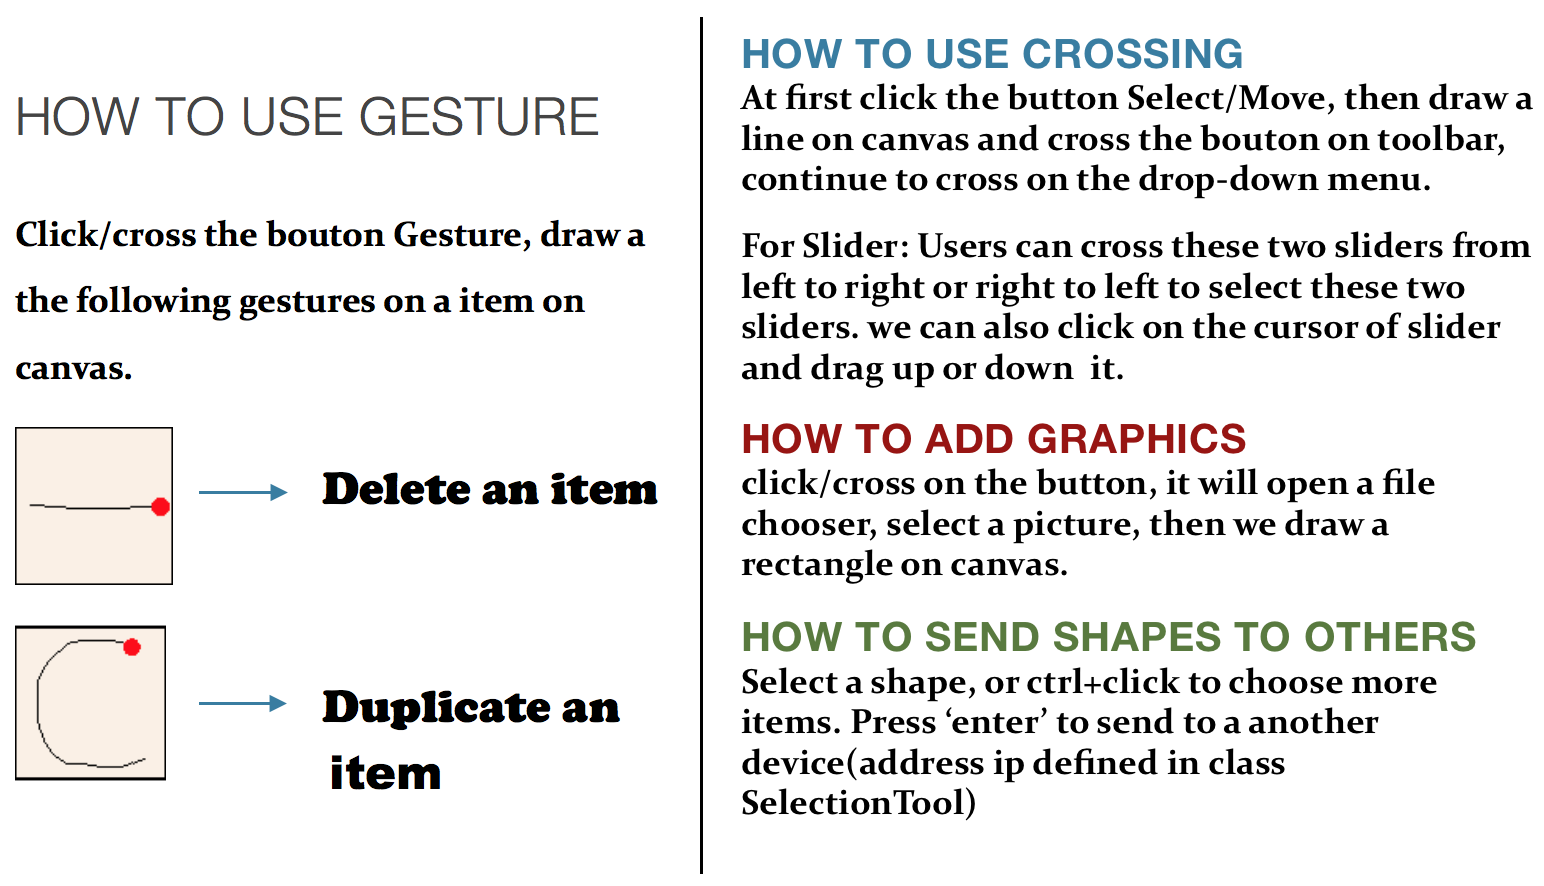 HOW TO USE GESTURE
Click/cross the bouton Gesture, draw a
the following gestures on a item on
canvas.
Delete an item
Duplicate an
item
HOW TO USE CROSSING
At first click the button Select/Move, then draw a
line on canvas and cross the bouton on toolbar,
continue to cross on the drop-down menu.
For Slider: Users can cross these two sliders from
left to right or right to left to select these two
sliders. we can also click on the cursor of slider
and drag up or down  it.
HOW TO ADD GRAPHICS
click/cross on the button, it will open a file
chooser, select a picture, then we draw a
rectangle on canvas.
HOW TO SEND SHAPES TO OTHERS
Select a shape, or ctrl+click to choose more
items. Press ‘enter’ to send to a another
device(address ip defined in class
SelectionTool)